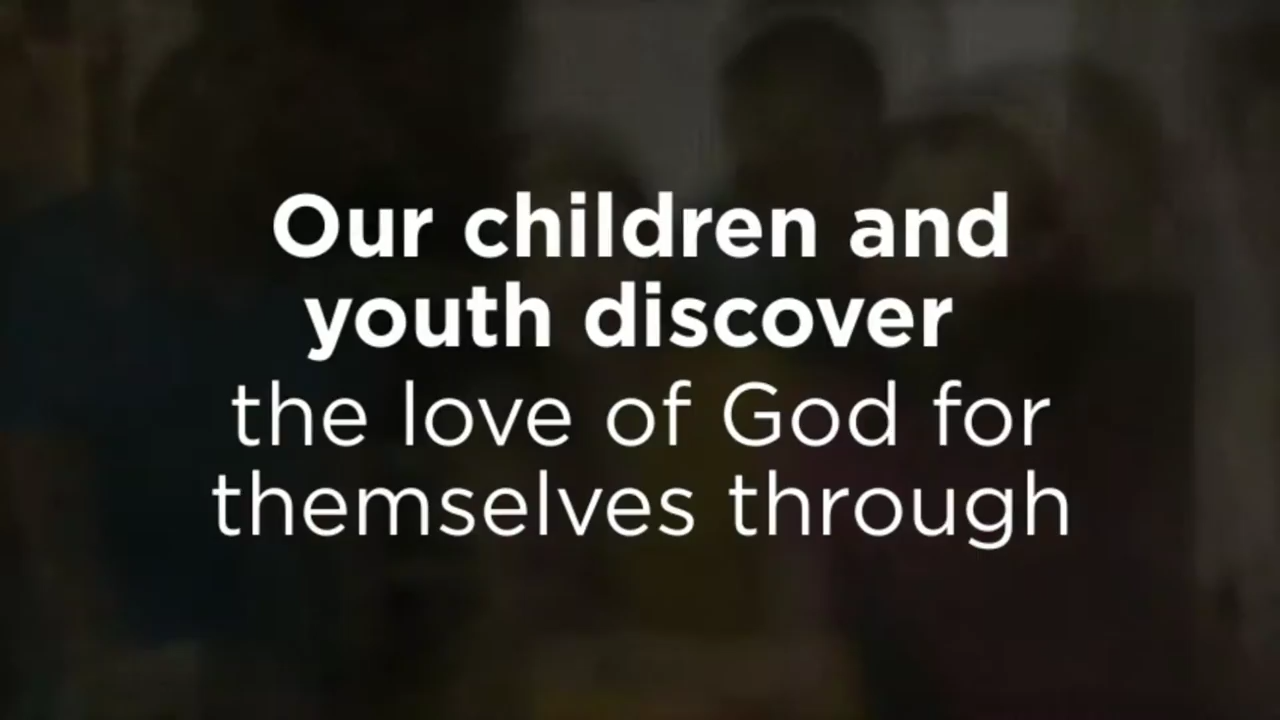 Our children and
youth discover
the love of God for
themselves through